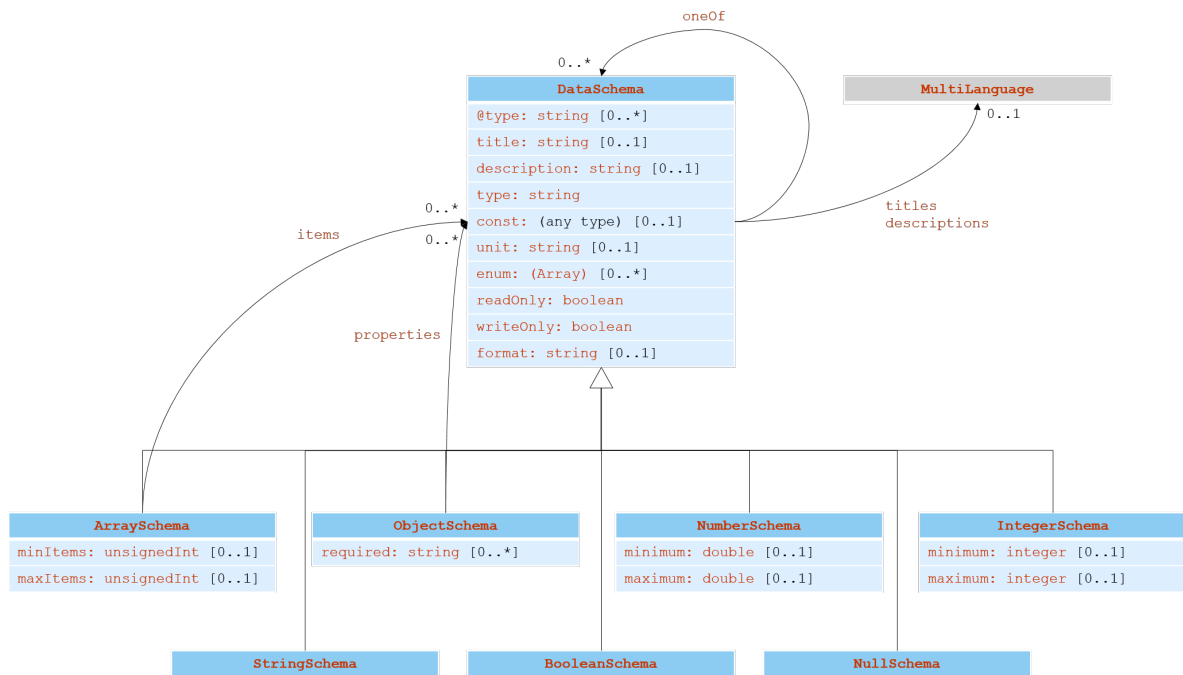 oneOf
0..*
DataSchema
MultiLanguage
@type: string [0..*]
0..1
title: string [0..1]
description: string [0..1]
type: string
0..*
titles
const: (any type) [0..1]
descriptions
items
0..*
unit: string [0..1]
enum: (Array) [0..*]
readOnly: boolean
properties
writeOnly: boolean
format: string [0..1]
ArraySchema
minItems: unsignedInt [0..1]
maxItems: unsignedInt [0..1]
ObjectSchema
required: string [0..*]
NumberSchema
minimum: double [0..1]
maximum: double [0..1]
IntegerSchema
minimum: integer [0..1]
maximum: integer [0..1]
StringSchema
BooleanSchema
NullSchema